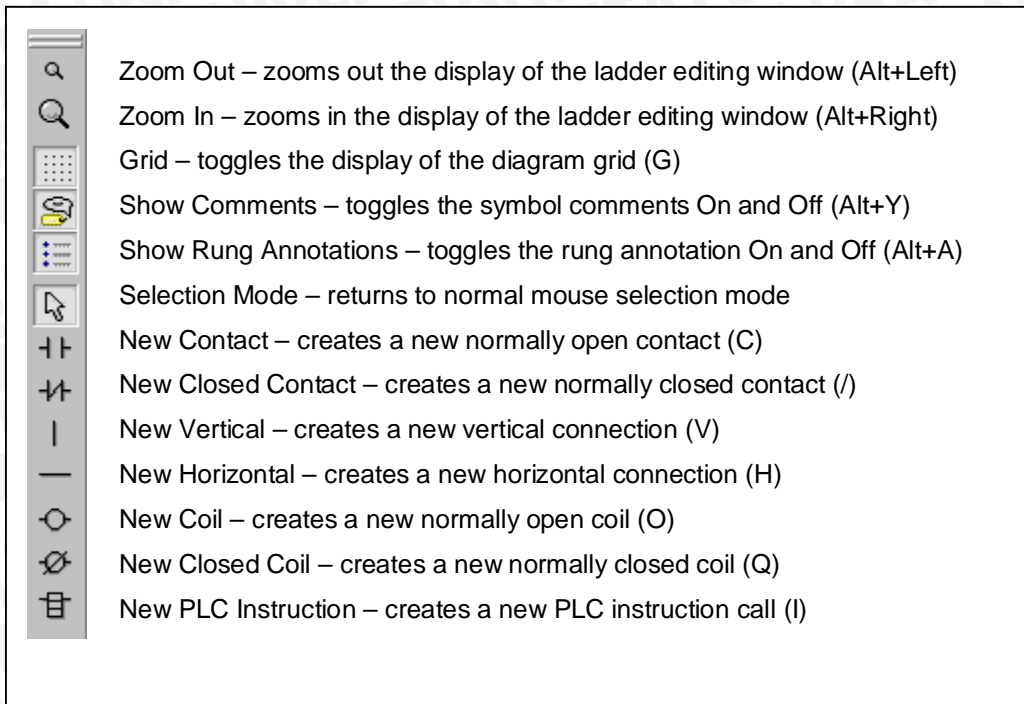 Zoom Out – zooms out the display of the ladder editing window (Alt+Left)
Zoom In – zooms in the display of the ladder editing window (Alt+Right)
Grid – toggles the display of the diagram grid (G)
Show Comments – toggles the symbol comments On and Off (Alt+Y)
Show Rung Annotations – toggles the rung annotation On and Off (Alt+A)
Selection Mode – returns to normal mouse selection mode
New Contact – creates a new normally open contact (C)
New Closed Contact – creates a new normally closed contact (/)
New Vertical – creates a new vertical connection (V)
New Horizontal – creates a new horizontal connection (H)
New Coil – creates a new normally open coil (O)
New Closed Coil – creates a new normally closed coil (Q)
New PLC Instruction – creates a new PLC instruction call (I)